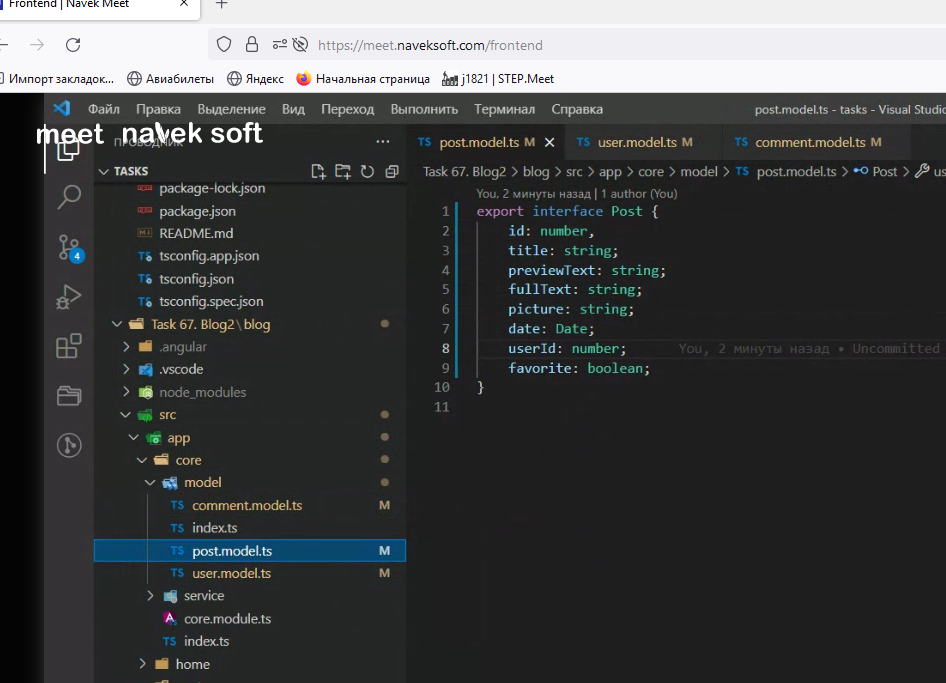 Frontend | Navek Meet
https://meet.naveksoft.com/frontend
Импорт закладок... Авиабилеты Яндекс Начальная страница j1821 | STEP.Meet
Файл Правка Выделение Вид Переход Выполнить Терминал Справка post.model.ts - tasks - Visual Studio
meet navek soft
ПРОВОДНИК
TASKS
package-lock.json
package.json
README.md
tsconfig.app.json
tsconfig.json
tsconfig.spec.json
Task 67. Blog2\blog
.angular
.vscode
node_modules
src
app
core
model
TS comment.model.ts M
TS index.ts
TS post.model.ts M
TS user.model.ts M
service
core.module.ts
TS index.ts
home
4
TS post.model.ts M TS user.model.ts M TS comment.model.ts M
Task 67. Blog2 > blog > src > app > core > model > TS post.model.ts > Post > us
You, 2 минуты назад | 1 author (You)
1 export interface Post {
2 id: number,
3 title: string;
4 previewText: string;
5 fullText: string;
6 picture: string;
7 date: Date;
8 userId: number; You, 2 минуты назад • Uncommitted
9 favorite: boolean;
10 }
11